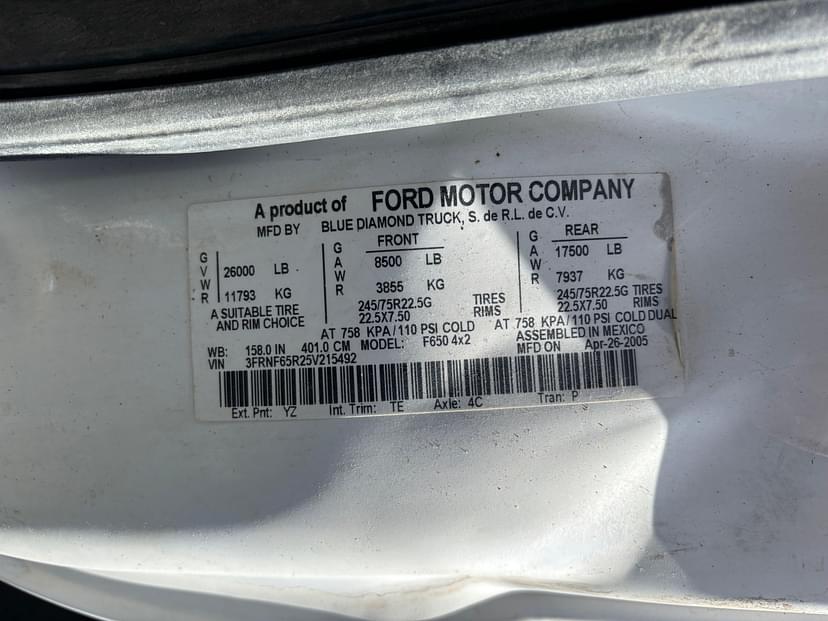 A product of FORD MOTOR COMPANY
MFD BY BLUE DIAMOND TRUCK, S. de R.L. de C.V.
GVWR 26000 LB 11793 KG
FRONT GAWR 8500 LB 3855 KG
REAR GAWR 17500 LB 7937 KG
A SUITABLE TIRE AND RIM CHOICE
245/75R22.5G TIRES
22.5X7.50 RIMS
AT 758 KPA/110 PSI COLD
245/75R22.5G TIRES
22.5X7.50 RIMS
AT 758 KPA/110 PSI COLD DUAL
WB: 158.0 IN 401.0 CM MODEL: F650 4x2
ASSEMBLED IN MEXICO
VIN 3FRNF65R25V215492
MFD ON Apr-26-2005
Ext. Pnt: YZ Int. Trim: TE Axle: 4C Tran: P